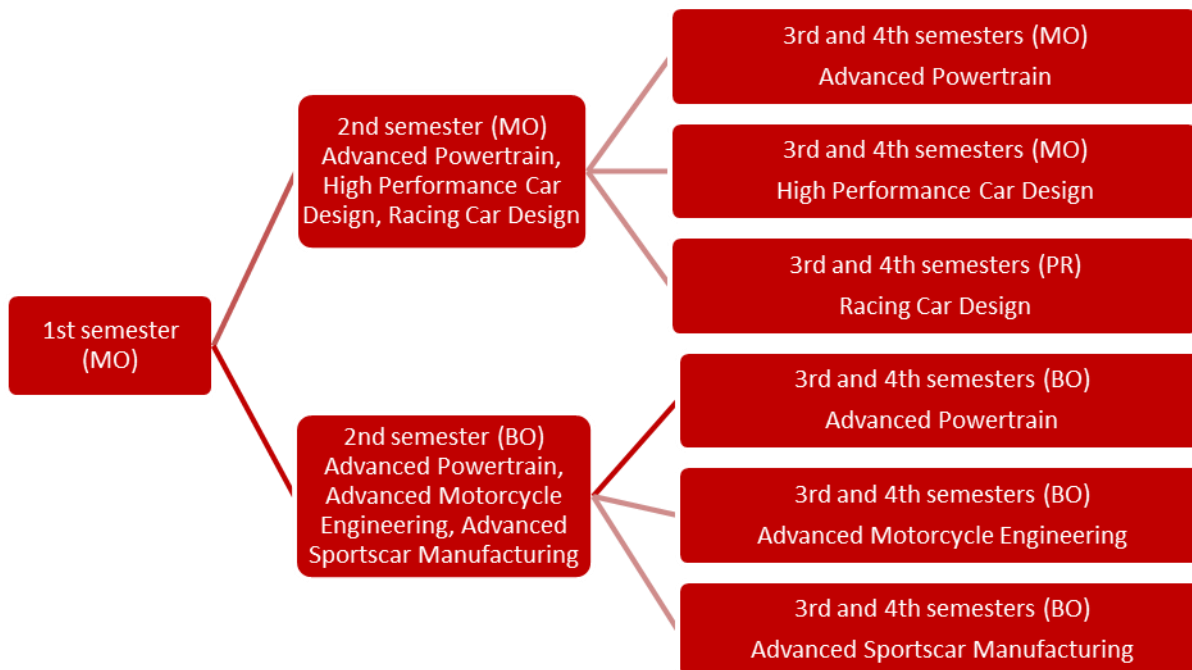 1st semester
(MO)
2nd semester (MO)
Advanced Powertrain,
High Performance Car
Design, Racing Car Design
2nd semester (BO)
Advanced Powertrain,
Advanced Motorcycle
Engineering, Advanced
Sportscar Manufacturing
3rd and 4th semesters (MO)
Advanced Powertrain
3rd and 4th semesters (MO)
High Performance Car Design
3rd and 4th semesters (PR)
Racing Car Design
3rd and 4th semesters (BO)
Advanced Powertrain
3rd and 4th semesters (BO)
Advanced Motorcycle Engineering
3rd and 4th semesters (BO)
Advanced Sportscar Manufacturing